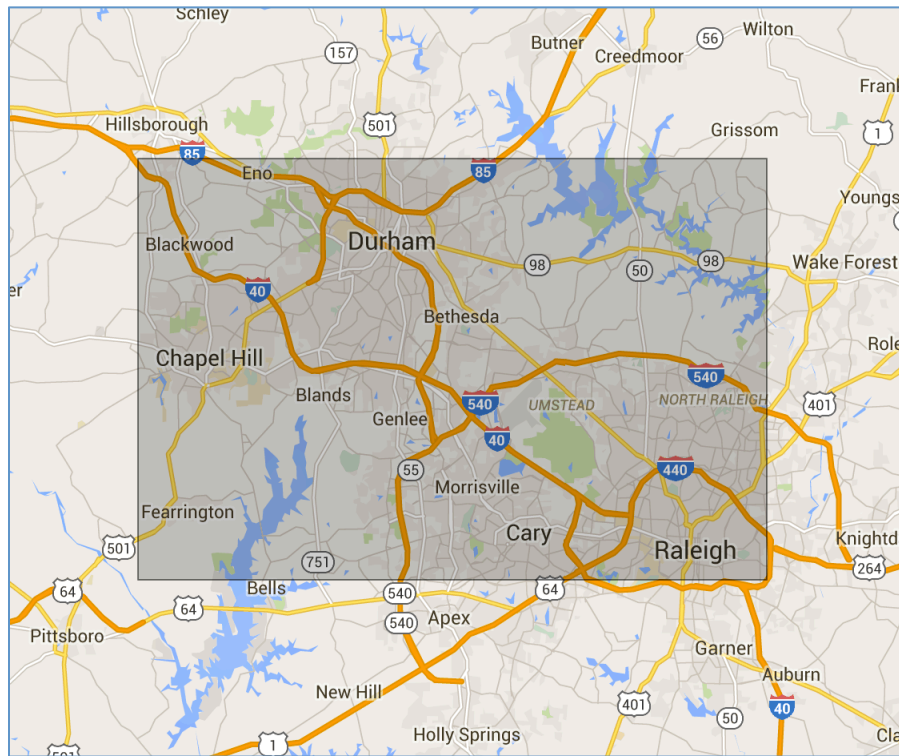 Schley
Wilton
Butner
56
157
Creedmoor
Frank
Hillsborough
501
Grissom
1
85
85
Eno
Youngs
Blackwood
Durham
98
50
98
Wake Forest
40
er
Bethesda
Role
Chapel Hill
540
Blands
540
UMSTEAD
NORTH RALEIGH
401
Genlee
40
55
440
Morrisville
Fearrington
501
Cary
Raleigh
Knightd
751
264
64
Bells
540
64
64
Pittsboro
540
Apex
Garner
Auburn
New Hill
401
50
40
Holly Springs
1
Cla
501